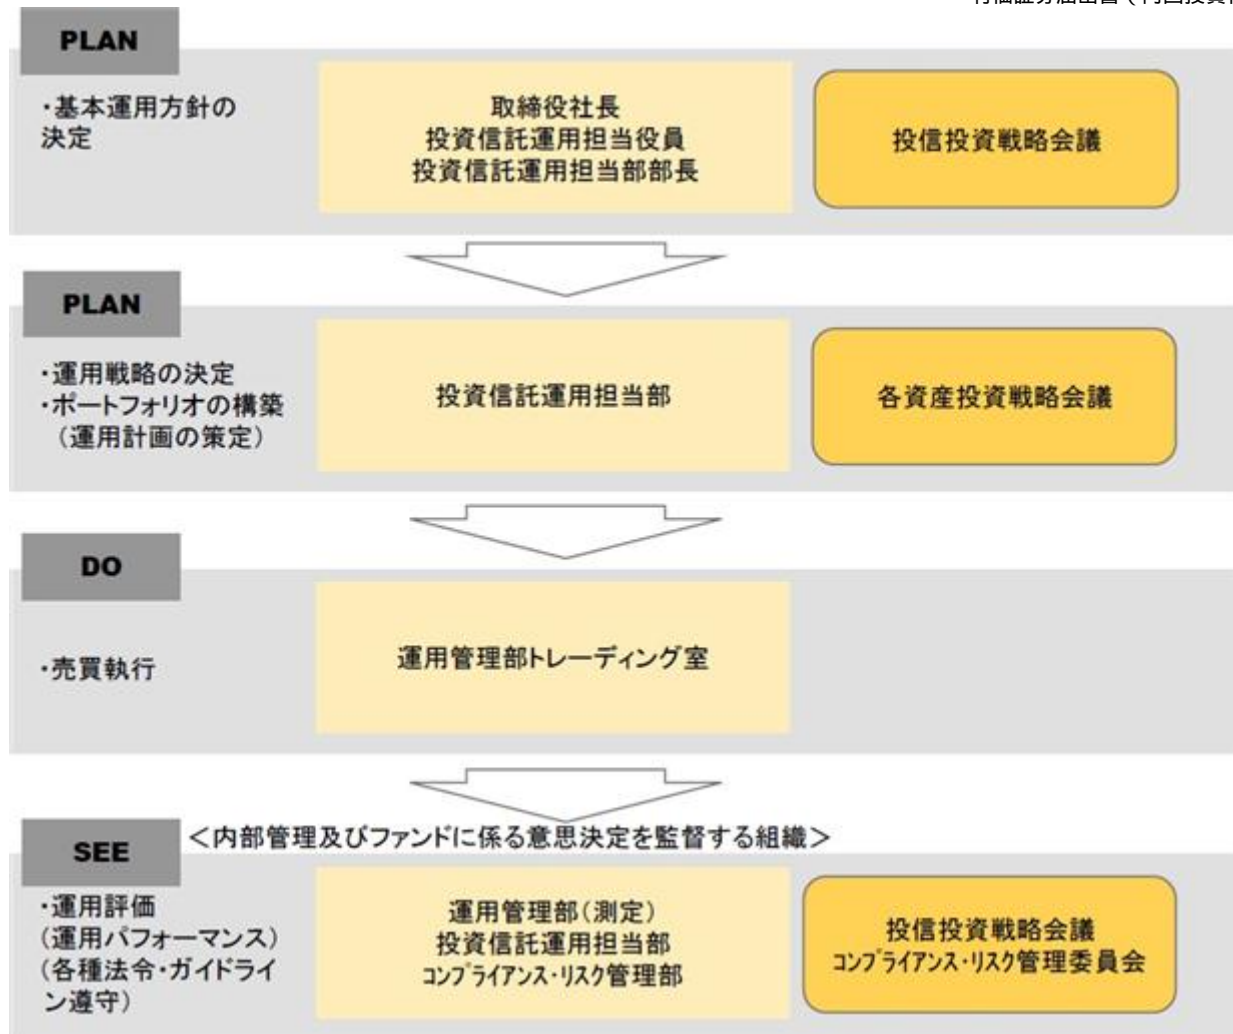 PLAN
・基本運用方針の
決定
取締役社長
投資信託運用担当役員
投資信託運用担当部部長
投信投資戦略会議
PLAN
・運用戦略の決定
・ポートフォリオの構築
（運用計画の策定）
投資信託運用担当部
各資産投資戦略会議
DO
・売買執行
運用管理部トレーディング室
＜内部管理及びファンドに係る意思決定を監督する組織＞
SEE
・運用評価
(運用パフォーマンス)
(各種法令・ガイドライ
ン遵守)
運用管理部(測定)
投資信託運用担当部
ｺﾝﾌﾟﾗｲｱﾝｽ・ﾘｽｸ管理部
投信投資戦略会議
ｺﾝﾌﾟﾗｲｱﾝｽ・ﾘｽｸ管理委員会